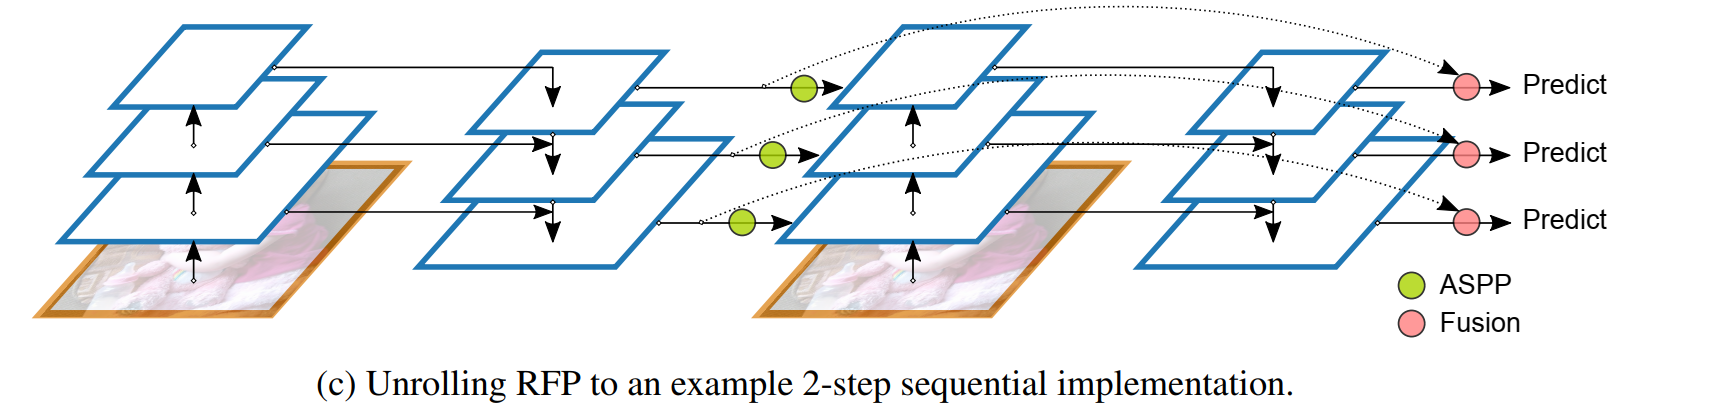 Predict
Predict
Predict
ASPP
Fusion
(c) Unrolling RFP to an example 2-step sequential implementation.